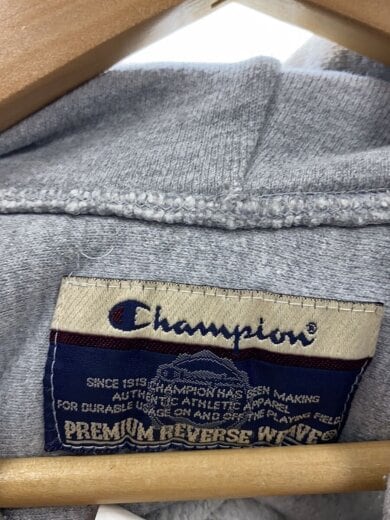 Champion®
SINCE 1919 CHAMPION HAS BEEN MAKING
AUTHENTIC ATHLETIC APPAREL
FOR DURABLE USAGE ON AND OFF THE PLAYING FIELD
PREMIUM REVERSE WEAVE®